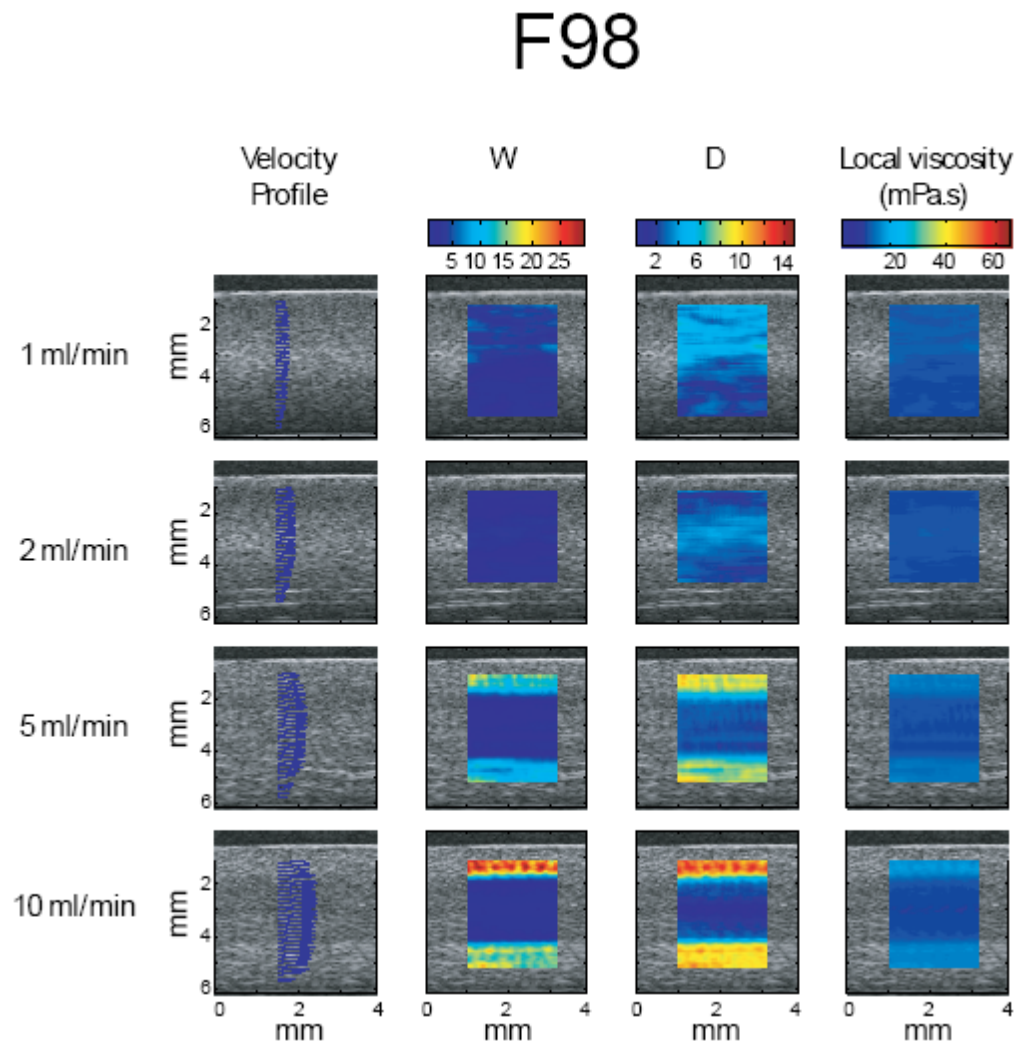 F98
Velocity Profile W D Local viscosity (mPa.s)
5 10 15 20 25 2 6 10 14 20 40 60
1 ml/min mm 2 4 6
2 ml/min mm 2 4 6
5 ml/min mm 2 4 6
10 ml/min mm 2 4 6
2 4 0 2 4 0 2 4 0 2 4
mm mm mm mm